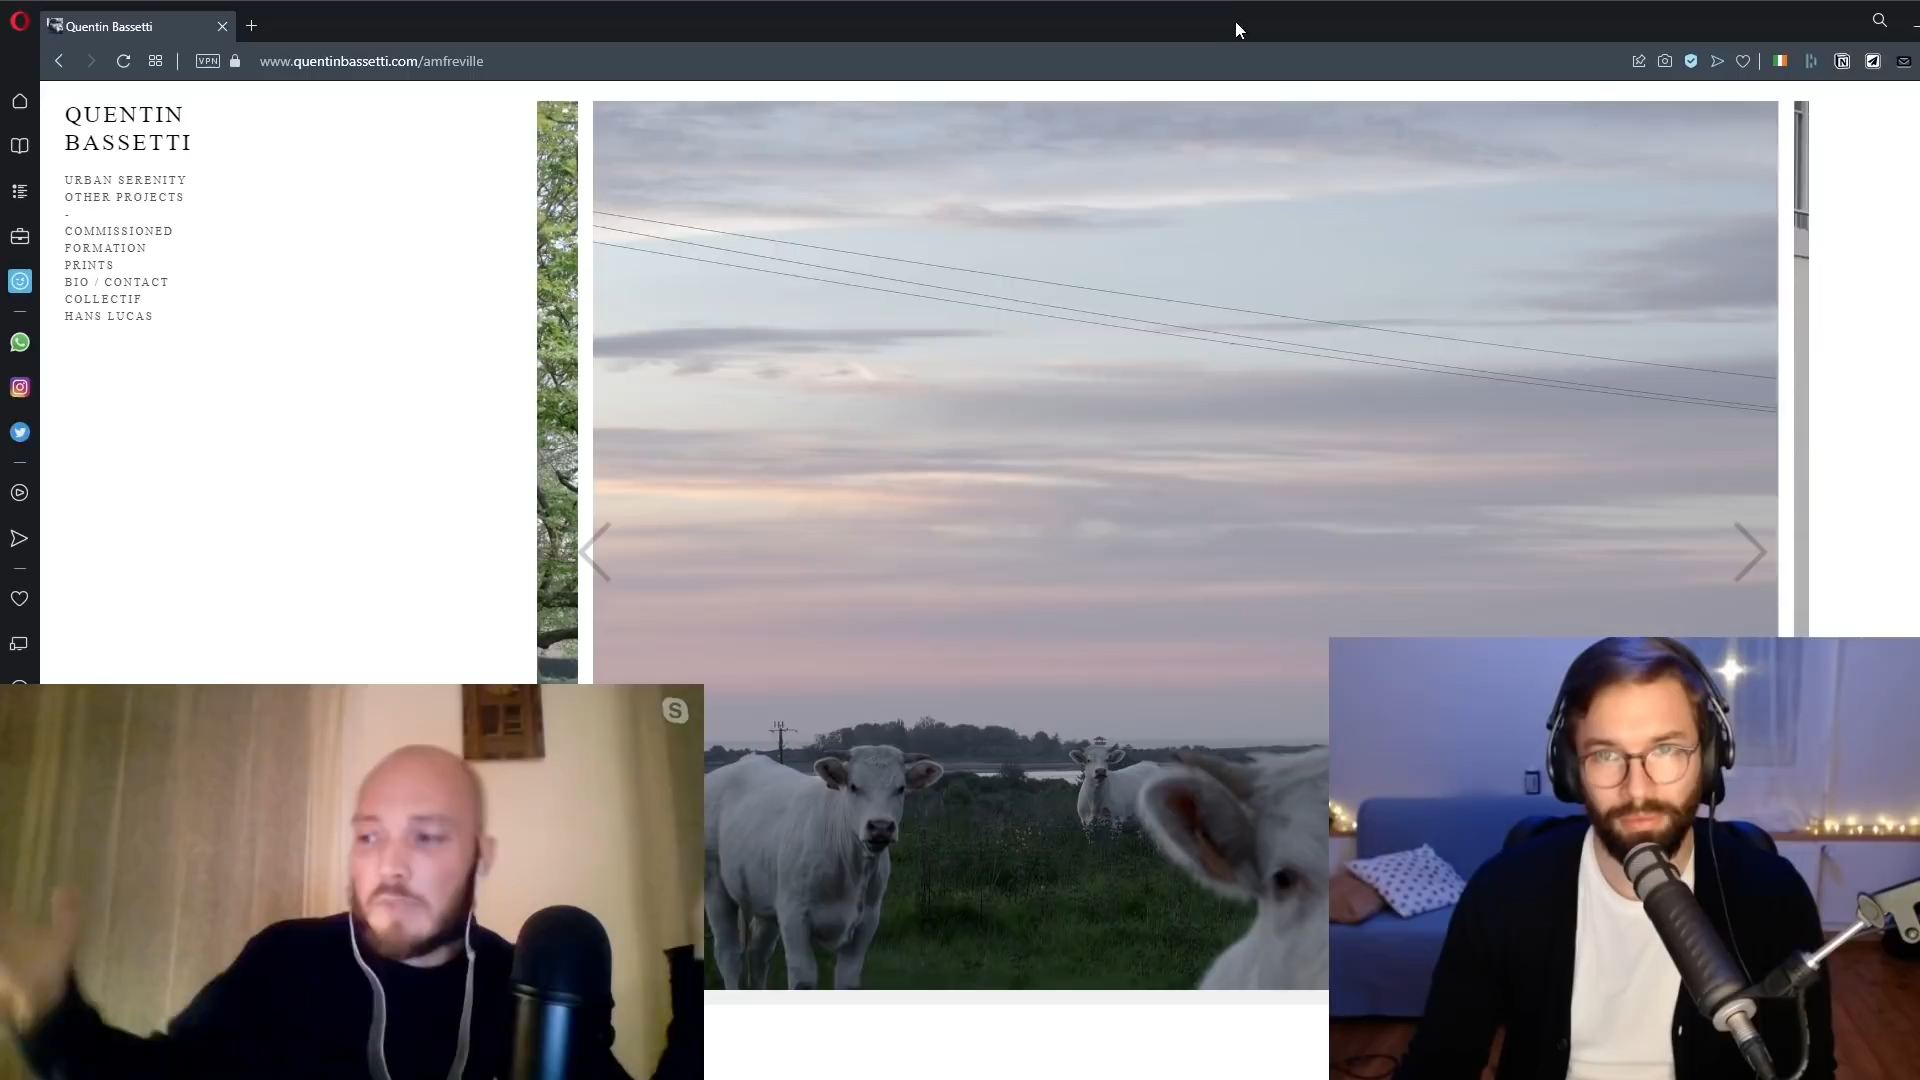 Quentin Bassetti
VPN
www.quentinbassetti.com/amfreville
QUENTIN
BASSETTI
URBAN SERENITY
OTHER PROJECTS
-
COMMISSIONED
FORMATION
PRINTS
BIO / CONTACT
COLLECTIF
HANS LUCAS
S